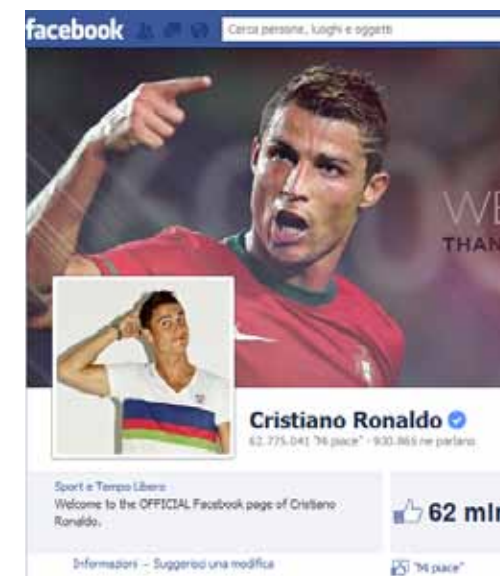 facebook
Cerca persone, luoghi e oggetti
WE
THAN
Cristiano Ronaldo
62.775.041 "Mi piace" · 930.866 ne parlano
Sport e Tempo Libero
Welcome to the OFFICIAL Facebook page of Cristiano
Ronaldo.
62 mln
Informazioni – Suggerisci una modifica
"Mi piace"